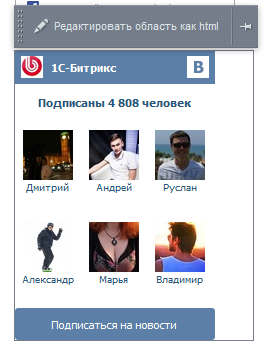 Редактировать область как html
1С-Битрикс
В
Подписаны 4 808 человек
Дмитрий Андрей Руслан
Александр Марья Владимир
Подписаться на новости